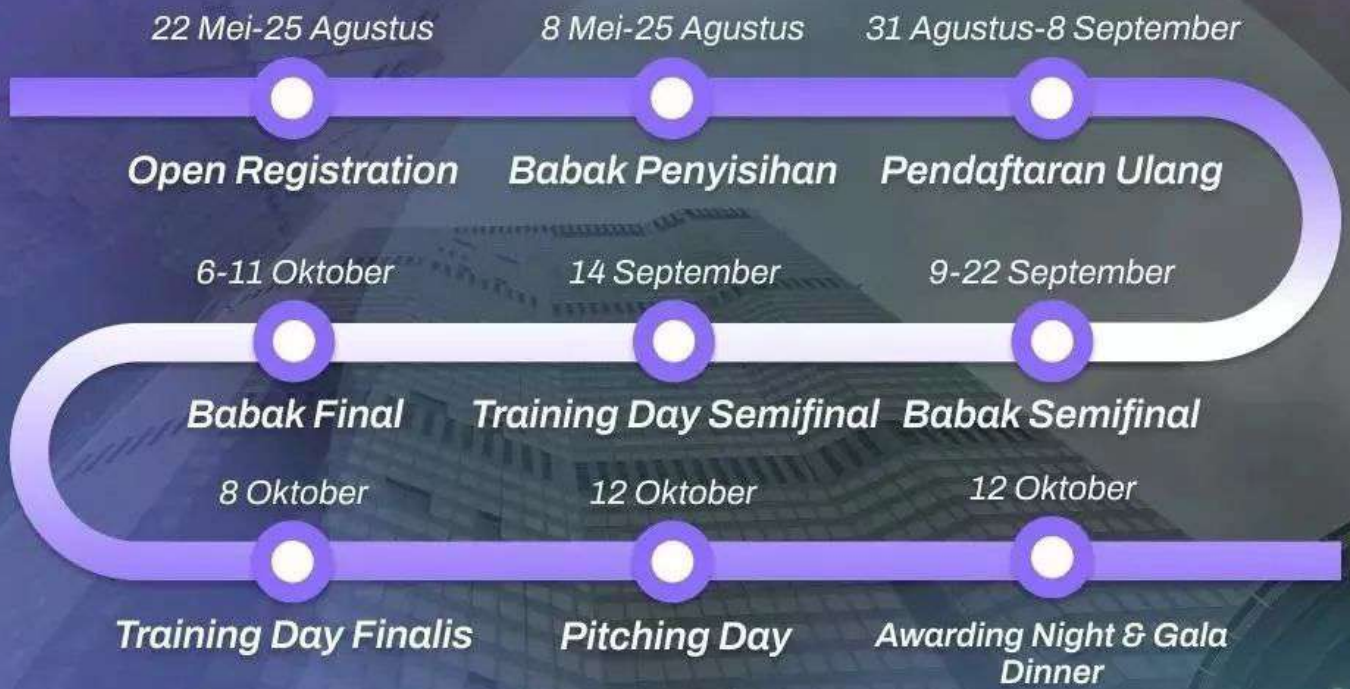 22 Mei-25 Agustus
8 Mei-25 Agustus
31 Agustus-8 September
Open Registration
Babak Penyisihan
Pendaftaran Ulang
6-11 Oktober
14 September
9-22 September
Babak Final
Training Day Semifinal
Babak Semifinal
8 Oktober
12 Oktober
12 Oktober
Training Day Finalis
Pitching Day
Awarding Night & Gala
Dinner